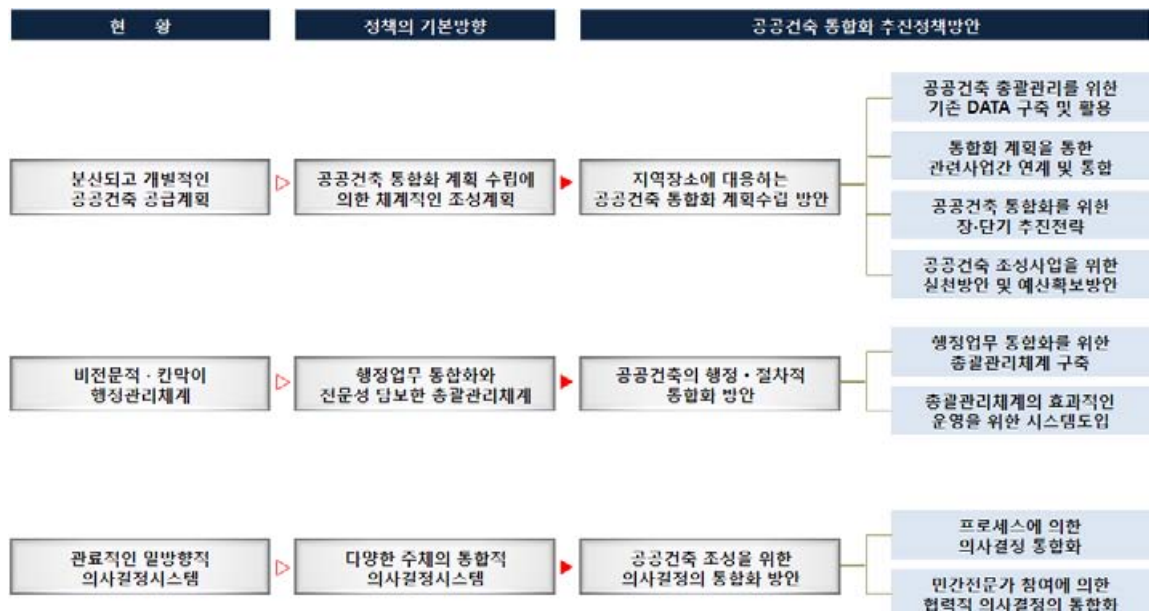 현 황
정책의 기본방향
공공건축 통합화 추진정책방안
분산되고 개별적인
공공건축 공급계획
공공건축 통합화 계획 수립에
의한 체계적인 조성계획
지역장소에 대응하는
공공건축 통합화 계획수립 방안
공공건축 총괄관리를 위한
기존 DATA 구축 및 활용
통합화 계획을 통한
관련사업간 연계 및 통합
공공건축 통합화를 위한
장·단기 추진전략
공공건축 조성사업을 위한
실천방안 및 예산확보방안
비전문적 · 칸막이
행정관리체계
행정업무 통합화와
전문성 담보한 총괄관리체계
공공건축의 행정·절차적
통합화 방안
행정업무 통합화를 위한
총괄관리체계 구축
총괄관리체계의 효과적인
운영을 위한 시스템도입
관료적인 일방향적
의사결정시스템
다양한 주체의 통합적
의사결정시스템
공공건축 조성을 위한
의사결정의 통합화 방안
프로세스에 의한
의사결정 통합화
민간전문가 참여에 의한
협력적 의사결정의 통합화